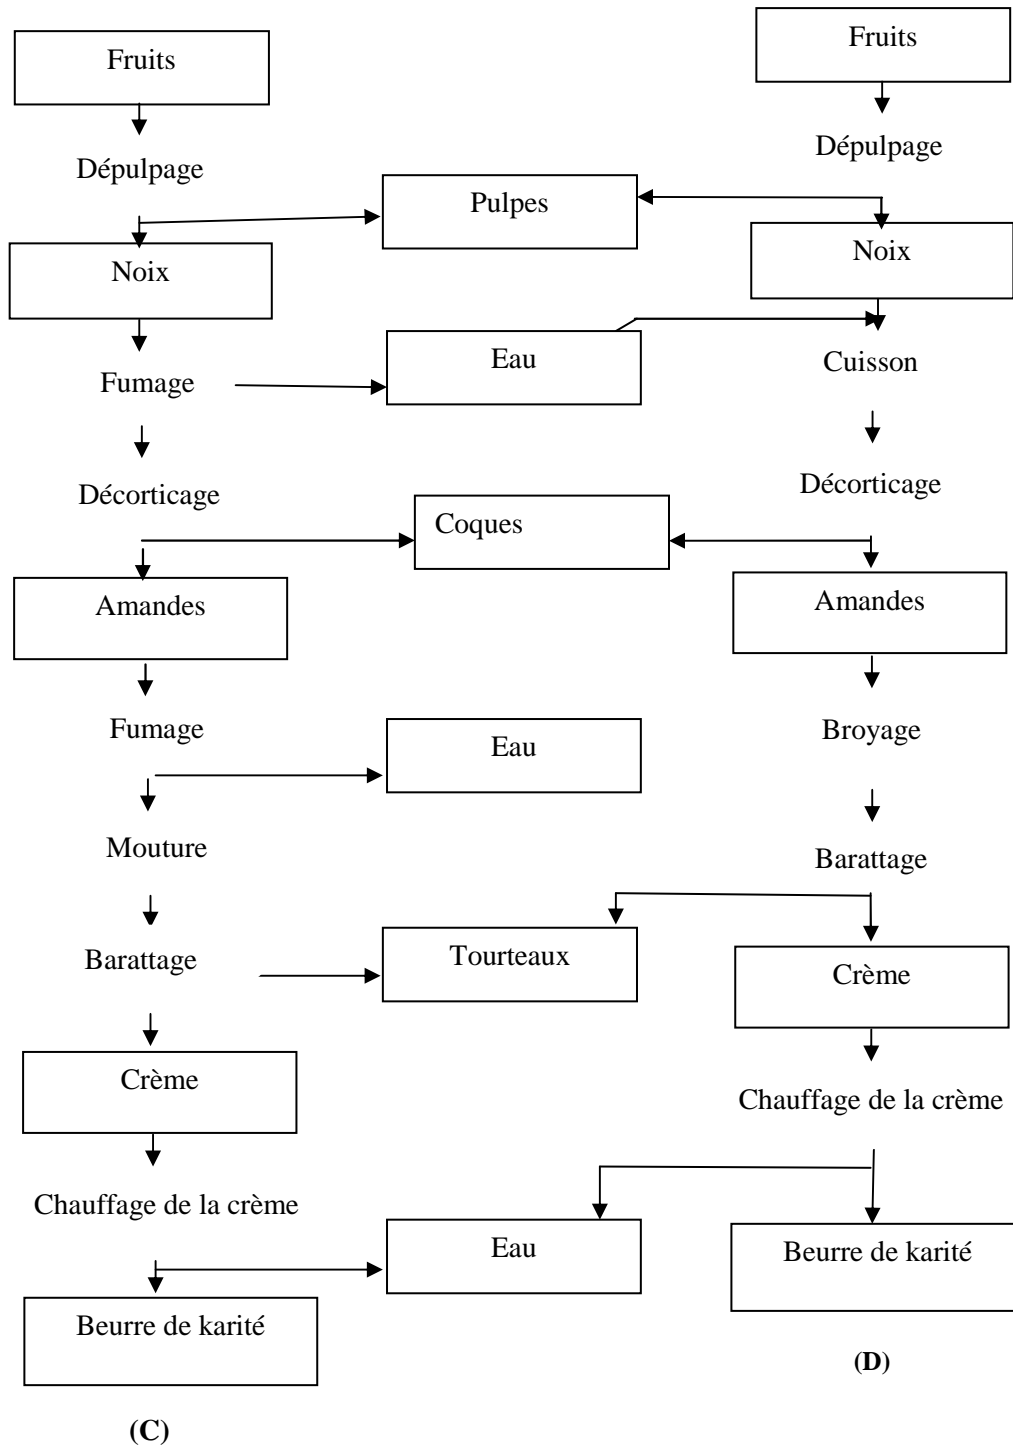 Fruits
Fruits
Dépulpage
Dépulpage
Pulpes
Noix
Noix
Eau
Cuisson
Fumage
Décorticage
Décorticage
Coques
Amandes
Amandes
Fumage
Broyage
Eau
Mouture
Barattage
Barattage
Tourteaux
Crème
Crème
Chauffage de la crème
Chauffage de la crème
Eau
Beurre de karité
Beurre de karité
(D)
(C)